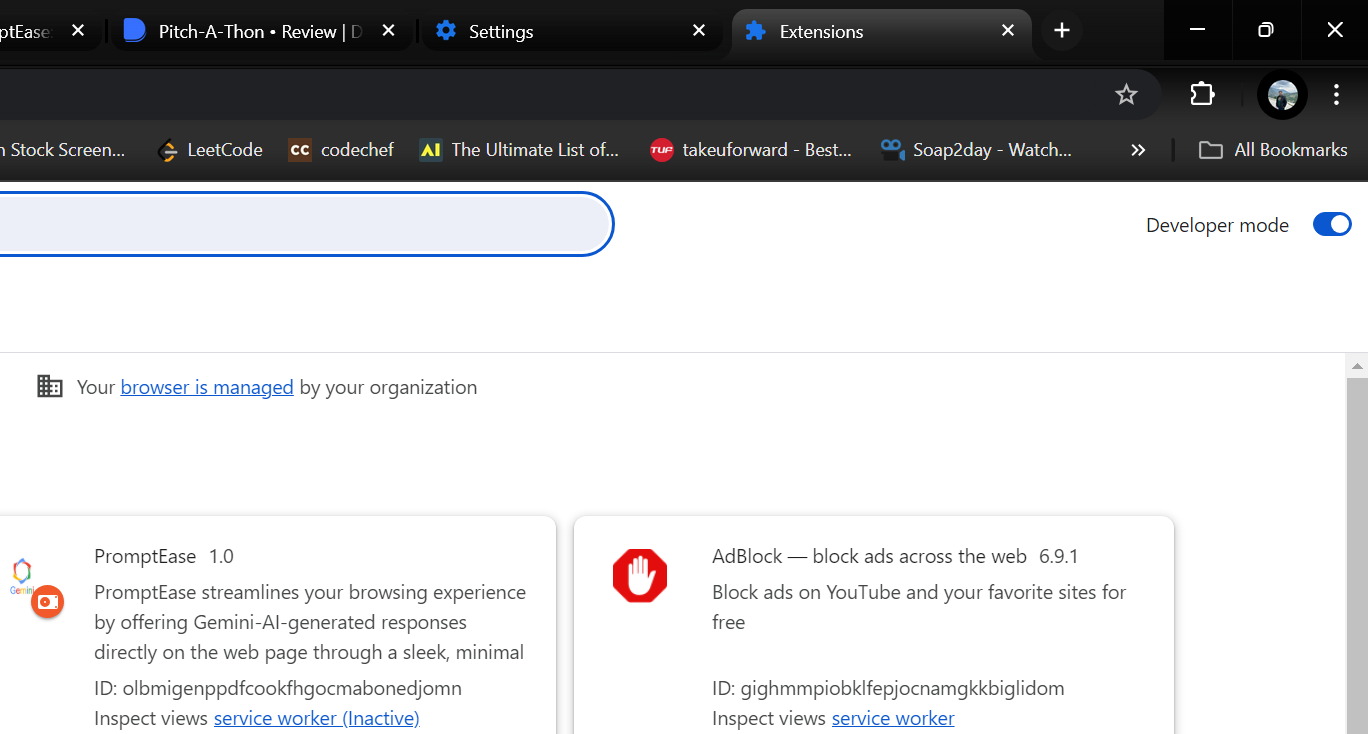 ptEase
Pitch-A-Thon • Review | D
Settings
Extensions
n Stock Screen...
LeetCode
CC
codechef
AI
The Ultimate List of...
TUF
takeuforward - Best...
Soap2day - Watch...
All Bookmarks
Developer mode
Your browser is managed by your organization
Gemini
PromptEase 1.0
PromptEase streamlines your browsing experience
by offering Gemini-AI-generated responses
directly on the web page through a sleek, minimal
ID: olbmigenppdfcookfhgocmabonedjomn
Inspect views service worker (Inactive)
AdBlock — block ads across the web 6.9.1
Block ads on YouTube and your favorite sites for
free
ID: gighmmpiobklfepjocnamgkkbiglidom
Inspect views service worker